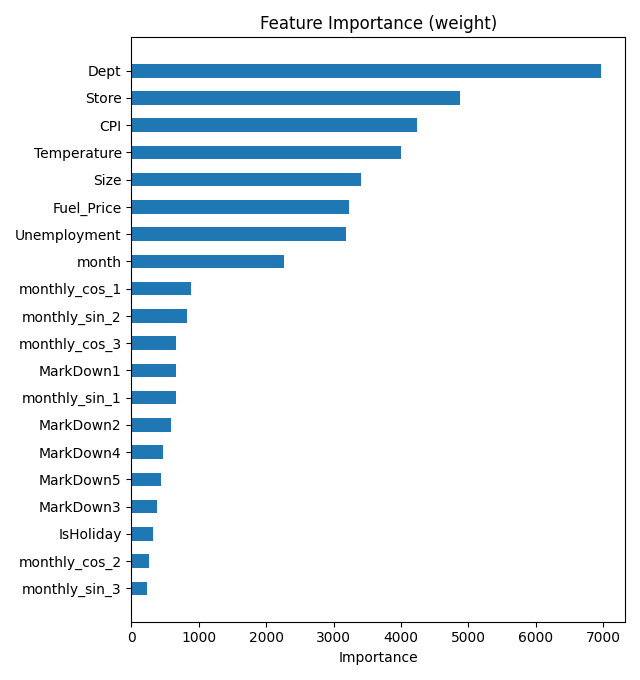 Feature Importance (weight)
Dept
Store
CPI
Temperature
Size
Fuel_Price
Unemployment
month
monthly_cos_1
monthly_sin_2
monthly_cos_3
MarkDown1
monthly_sin_1
MarkDown2
MarkDown4
MarkDown5
MarkDown3
IsHoliday
monthly_cos_2
monthly_sin_3
0 1000 2000 3000 4000 5000 6000 7000
Importance